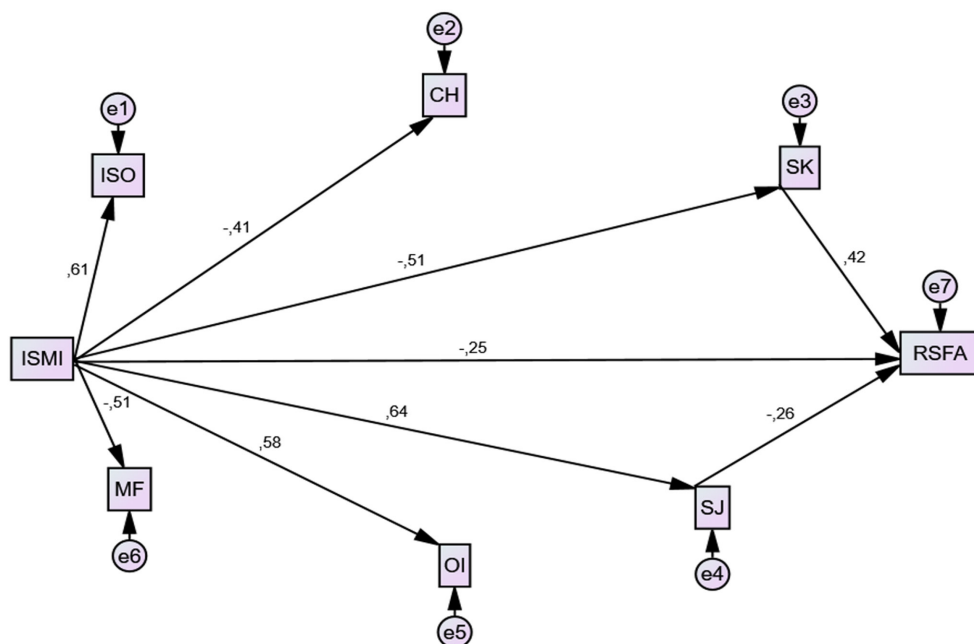 e2
CH
e1
e3
ISO
SK
-,41
-,51
,61
,42
e7
ISMI
-,25
RSFA
-,51
,64
-,26
,58
MF
SJ
e6
OI
e4
e5